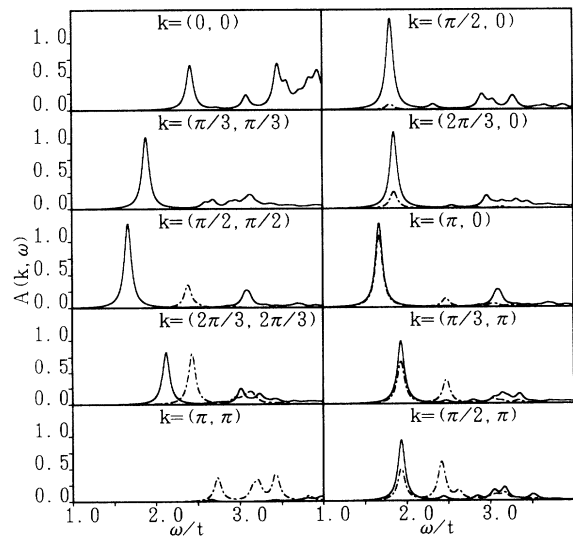 k=(0, 0)
k=(π/2, 0)
k=(π/3, π/3)
k=(2π/3, 0)
k=(π/2, π/2)
k=(π, 0)
k=(2π/3, 2π/3)
k=(π/3, π)
k=(π, π)
k=(π/2, π)
A(k, ω)
1.0
0.5
0.0
1.0
0.5
0.0
1.0
0.5
0.0
1.0
0.5
0.0
1.0
0.5
0.0
1.0 2.0 3.0
1.0 2.0 3.0
ω/t
ω/t